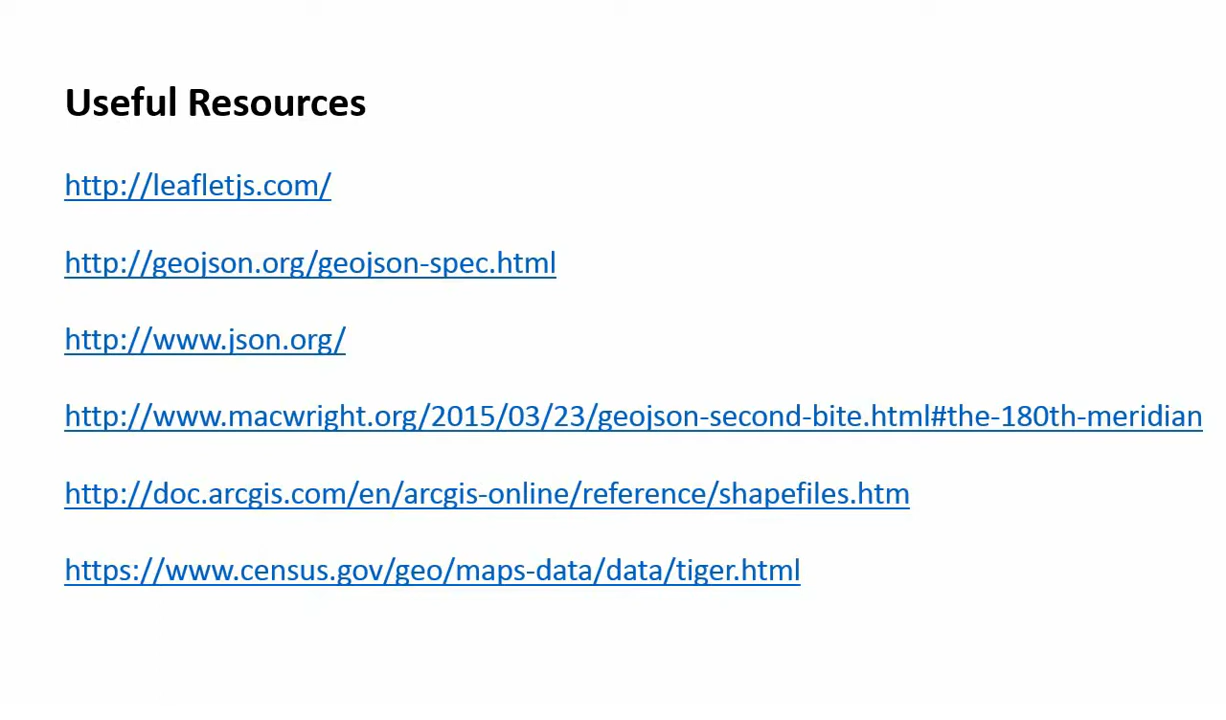 Useful Resources
http://leafletjs.com/
http://geojson.org/geojson-spec.html
http://www.json.org/
http://www.macwright.org/2015/03/23/geojson-second-bite.html#the-180th-meridian
http://doc.arcgis.com/en/arcgis-online/reference/shapefiles.htm
https://www.census.gov/geo/maps-data/data/tiger.html